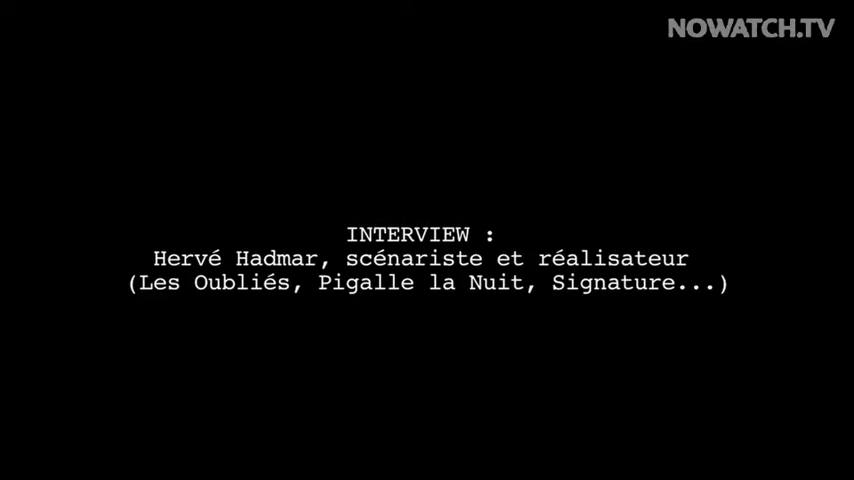 NOWATCH.TV
INTERVIEW :
Hervé Hadmar, scénariste et réalisateur
(Les Oubliés, Pigalle la Nuit, Signature...)